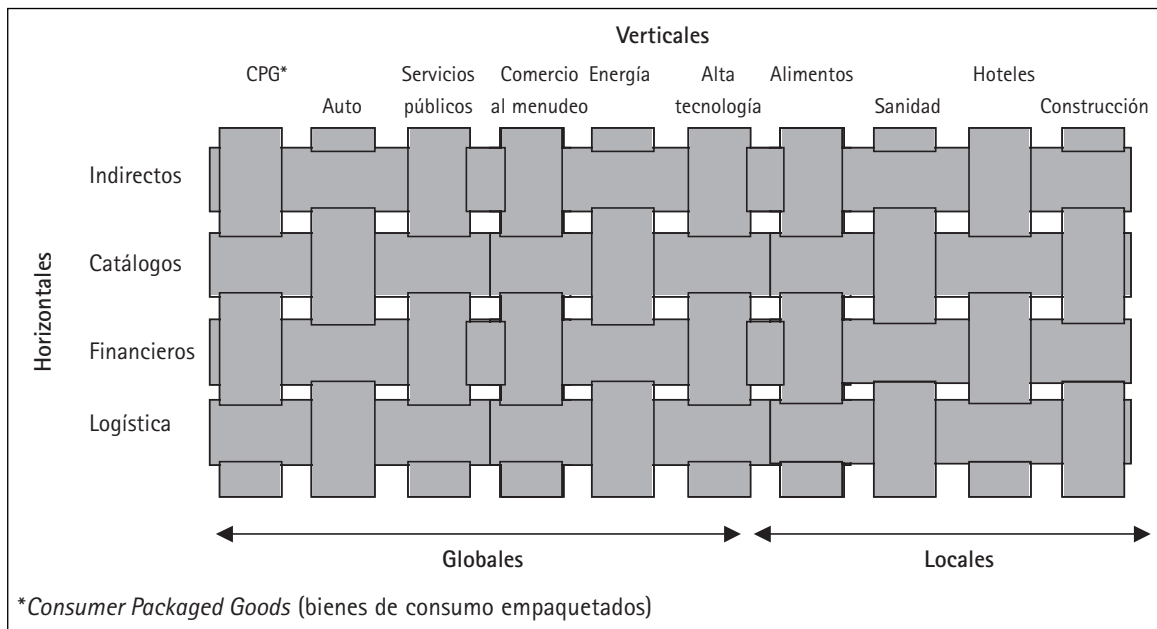 Verticales
CPG*
Auto
Servicios
públicos
Comercio
al menudeo
Energía
Alta
tecnología
Alimentos
Sanidad
Hoteles
Construcción
Horizontales
Indirectos
Catálogos
Financieros
Logística
Globales
Locales
*Consumer Packaged Goods (bienes de consumo empaquetados)